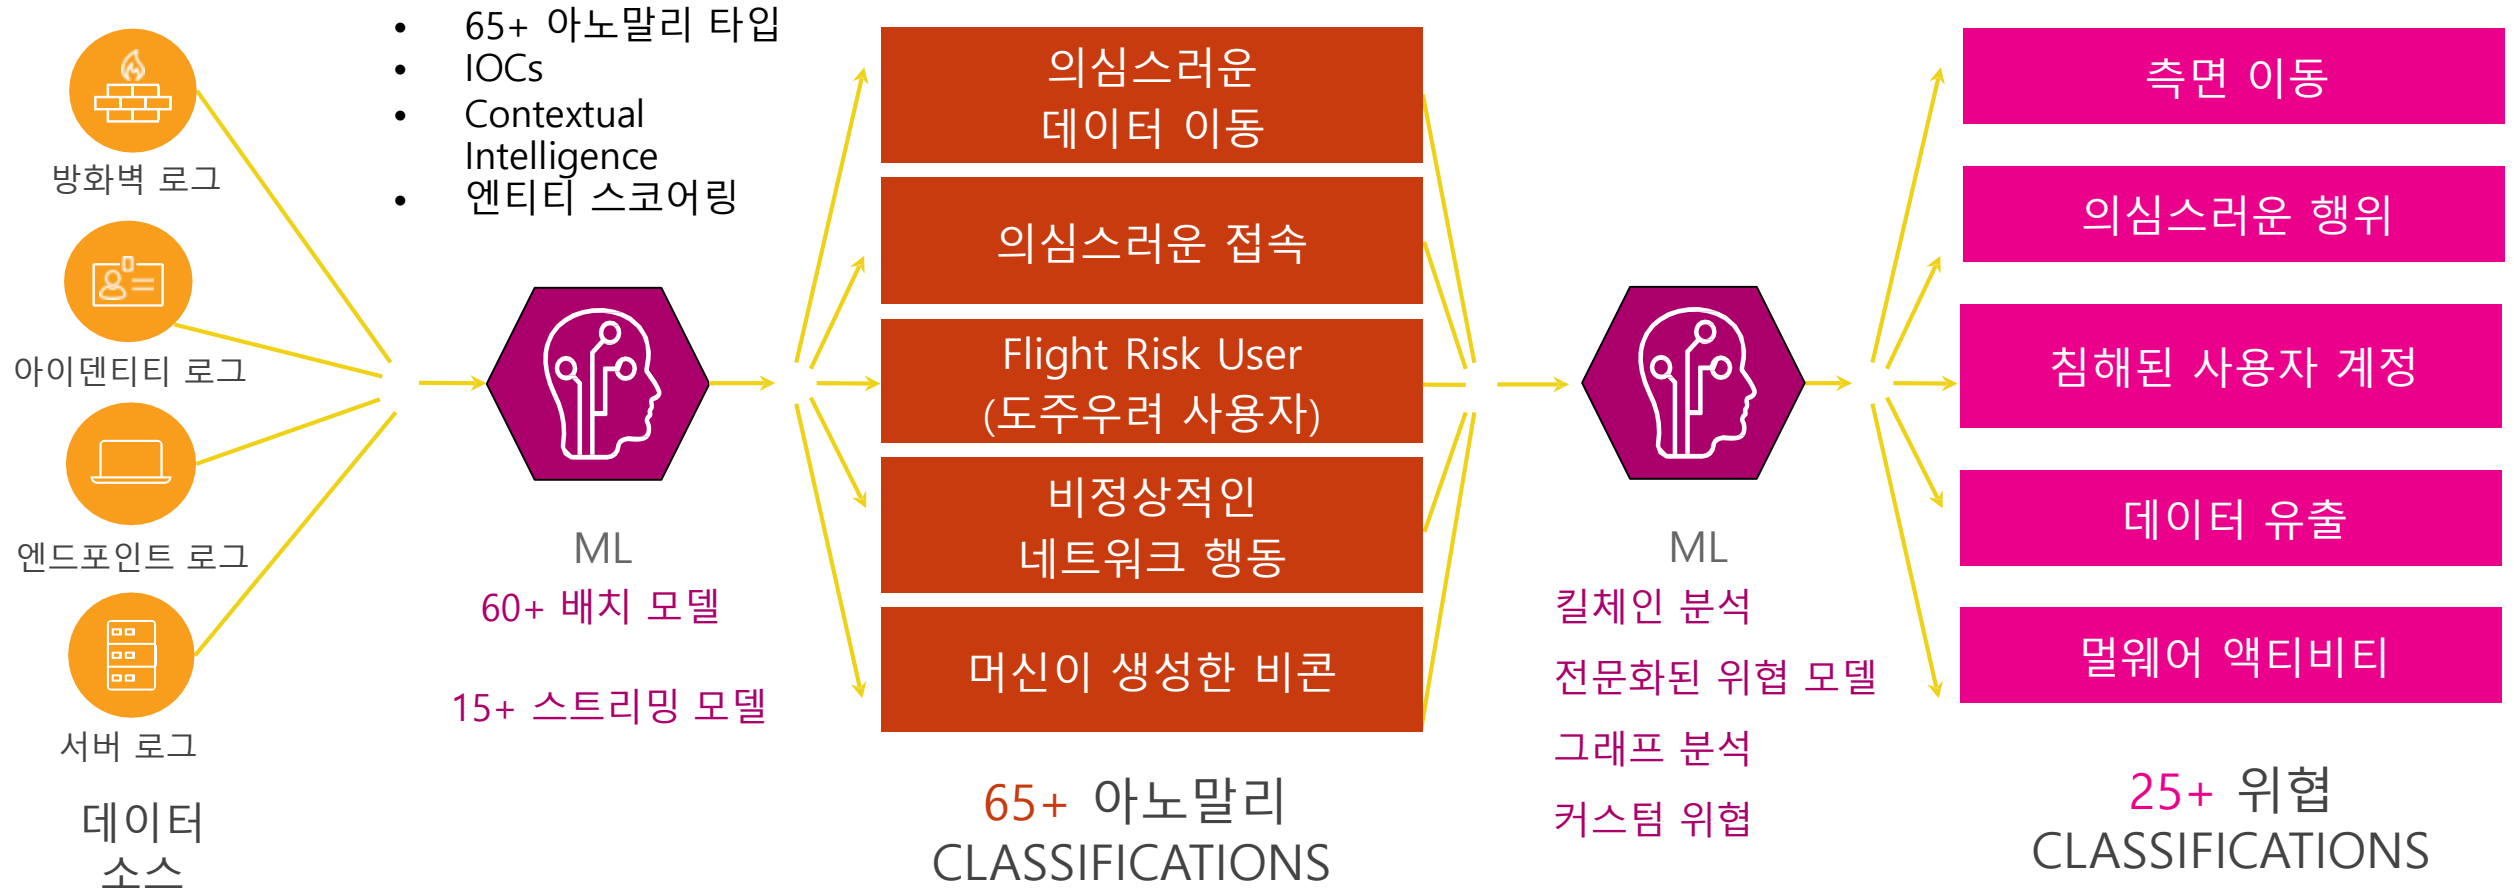 방화벽 로그
아이덴티티 로그
엔드포인트 로그
서버 로그
데이터
소스
• 65+ 아노말리 타입
• IOCs
• Contextual
Intelligence
• 엔티티 스코어링
ML
60+ 배치 모델
15+ 스트리밍 모델
의심스러운
데이터 이동
의심스러운 접속
Flight Risk User
(도주우려 사용자)
비정상적인
네트워크 행동
머신이 생성한 비콘
65+ 아노말리
CLASSIFICATIONS
ML
킬체인 분석
전문화된 위협 모델
그래프 분석
커스텀 위협
측면 이동
의심스러운 행위
침해된 사용자 계정
데이터 유출
멀웨어 액티비티
25+ 위협
CLASSIFICATIONS